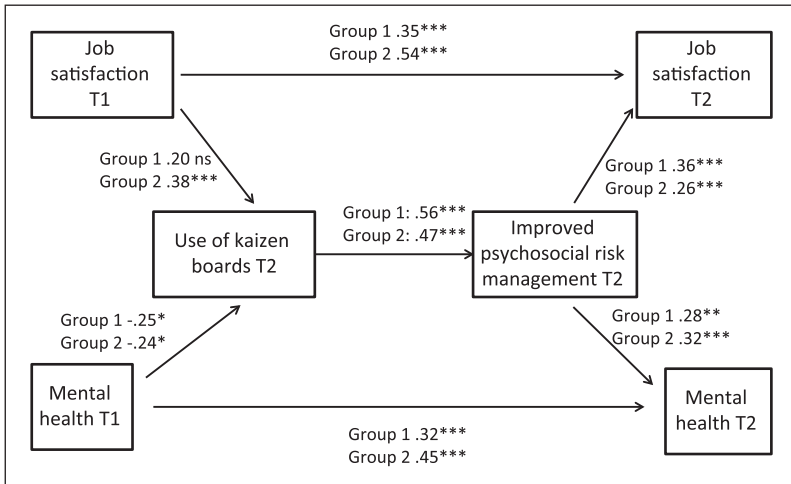 Group 1 .35***
Group 2 .54***
Job
satisfaction
T1
Job
satisfaction
T2
Group 1 .20 ns
Group 2 .38***
Group 1 .36***
Group 2 .26***
Use of kaizen
boards T2
Group 1: .56***
Group 2: .47***
Improved
psychosocial risk
management T2
Group 1 -.25*
Group 2 -.24*
Group 1 .28**
Group 2 .32***
Mental
health T1
Mental
health T2
Group 1 .32***
Group 2 .45***